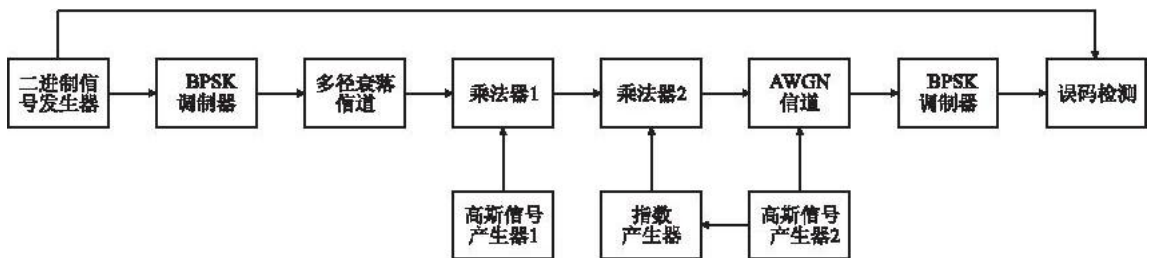 二进制信
号发生器
BPSK
调制器
多径衰落
信道
乘法器1
乘法器2
AWGN
信道
BPSK
调制器
误码检测
高斯信号
产生器1
指数
产生器
高斯信号
产生器2